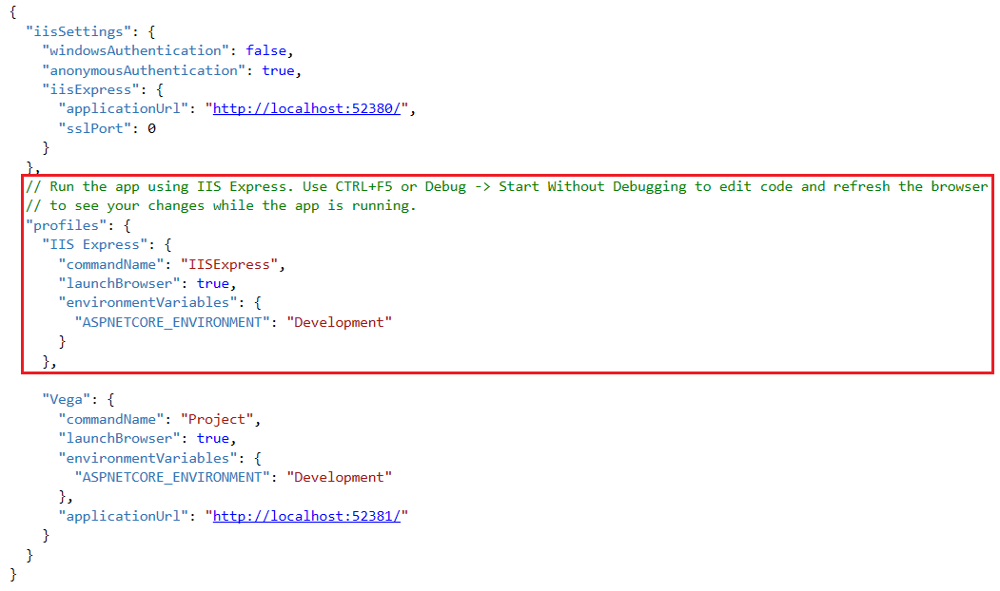 {
  "iisSettings": {
    "windowsAuthentication": false,
    "anonymousAuthentication": true,
    "iisExpress": {
      "applicationUrl": "http://localhost:52380/",
      "sslPort": 0
    }
  },
  // Run the app using IIS Express. Use CTRL+F5 or Debug -> Start Without Debugging to edit code and refresh the browser
  // to see your changes while the app is running.
  "profiles": {
    "IIS Express": {
      "commandName": "IISExpress",
      "launchBrowser": true,
      "environmentVariables": {
        "ASPNETCORE_ENVIRONMENT": "Development"
      }
    },
    "Vega": {
      "commandName": "Project",
      "launchBrowser": true,
      "environmentVariables": {
        "ASPNETCORE_ENVIRONMENT": "Development"
      },
      "applicationUrl": "http://localhost:52381/"
    }
  }
}